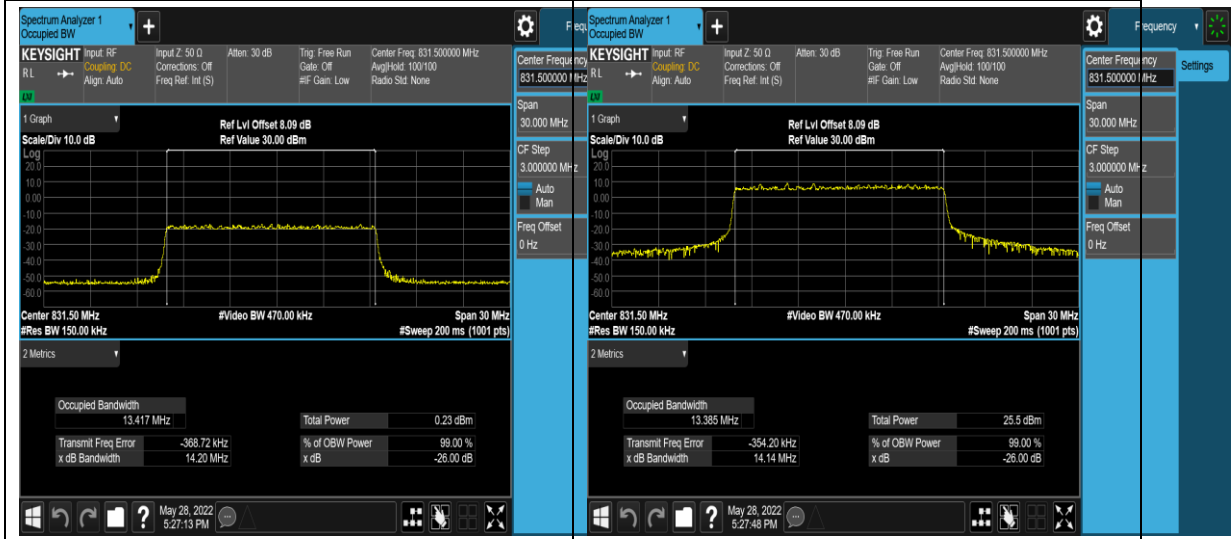 Spectrum Analyzer 1
Occupied BW
+
KEYSIGHT
RL
Input: RF
Coupling: DC
Align: Auto
Input Z: 50 Ω
Corrections: Off
Freq Ref: Int (S)
Atten: 30 dB
Trig: Free Run
Gate: Off
#IF Gain: Low
Center Freq: 831.500000 MHz
Avg|Hold: 100/100
Radio Std: None
1 Graph
Scale/Div 10.0 dB
Ref Lvl Offset 8.09 dB
Ref Value 30.00 dBm
Log
20.0
10.0
0.00
-10.0
-20.0
-30.0
-40.0
-50.0
-60.0
Center 831.50 MHz
#Res BW 150.00 kHz
#Video BW 470.00 kHz
Span 30 MHz
#Sweep 200 ms (1001 pts)
2 Metrics
Occupied Bandwidth
13.417 MHz
Transmit Freq Error -368.72 kHz
x dB Bandwidth 14.20 MHz
Total Power 0.23 dBm
% of OBW Power 99.00 %
x dB -26.00 dB
?
May 28, 2022
5:27:13 PM
Center Frequency
831.500000 MHz
Span
30.000 MHz
CF Step
3.000000 MHz
Auto
Man
Freq Offset
0 Hz
Spectrum Analyzer 1
Occupied BW
+
KEYSIGHT
RL
Input: RF
Coupling: DC
Align: Auto
Input Z: 50 Ω
Corrections: Off
Freq Ref: Int (S)
Atten: 30 dB
Trig: Free Run
Gate: Off
#IF Gain: Low
Center Freq: 831.500000 MHz
Avg|Hold: 100/100
Radio Std: None
1 Graph
Scale/Div 10.0 dB
Ref Lvl Offset 8.09 dB
Ref Value 30.00 dBm
Log
20.0
10.0
0.00
-10.0
-20.0
-30.0
-40.0
-50.0
-60.0
Center 831.50 MHz
#Res BW 150.00 kHz
#Video BW 470.00 kHz
Span 30 MHz
#Sweep 200 ms (1001 pts)
2 Metrics
Occupied Bandwidth
13.385 MHz
Transmit Freq Error -354.20 kHz
x dB Bandwidth 14.14 MHz
Total Power 25.5 dBm
% of OBW Power 99.00 %
x dB -26.00 dB
?
May 28, 2022
5:27:48 PM
Frequency
Settings
Center Frequency
831.500000 MHz
Span
30.000 MHz
CF Step
3.000000 MHz
Auto
Man
Freq Offset
0 Hz